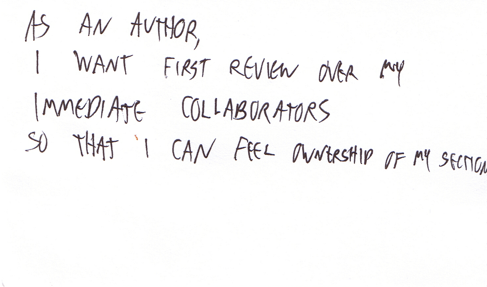 AS AN AUTHOR,
I WANT FIRST REVIEW OVER MY
IMMEDIATE COLLABORATORS
SO THAT I CAN FEEL OWNERSHIP OF MY SECTION